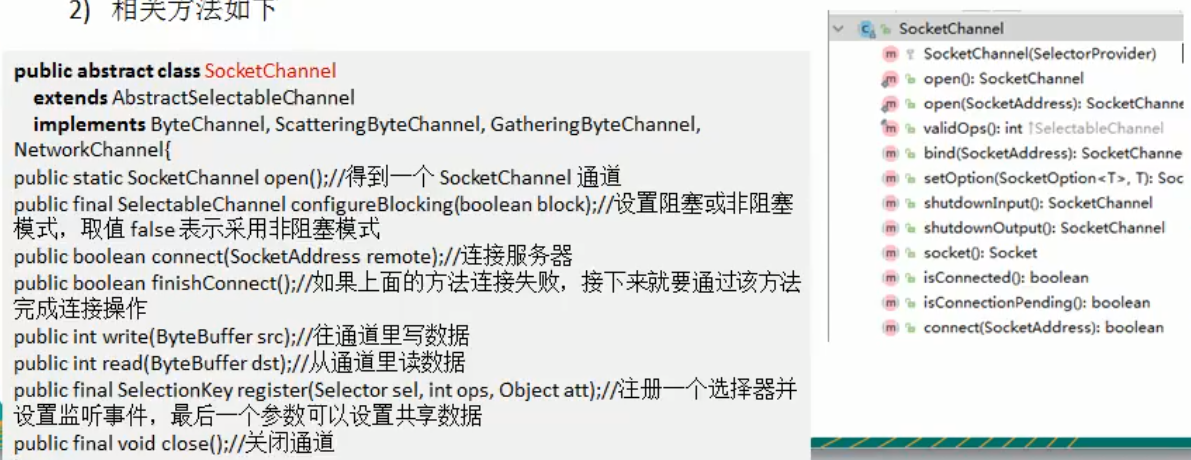 2) 相关方法如下
public abstract class SocketChannel
extends AbstractSelectableChannel
implements ByteChannel, ScatteringByteChannel, GatheringByteChannel,
NetworkChannel{
public static SocketChannel open();//得到一个 SocketChannel 通道
public final SelectableChannel configureBlocking(boolean block);//设置阻塞或非阻塞
模式，取值 false 表示采用非阻塞模式
public boolean connect(SocketAddress remote);//连接服务器
public boolean finishConnect();//如果上面的方法连接失败，接下来就要通过该方法
完成连接操作
public int write(ByteBuffer src);//往通道里写数据
public int read(ByteBuffer dst);//从通道里读数据
public final SelectionKey register(Selector sel, int ops, Object att);//注册一个选择器并
设置监听事件，最后一个参数可以设置共享数据
public final void close();//关闭通道
SocketChannel
SocketChannel(SelectorProvider)
open(): SocketChannel
open(SocketAddress): SocketChanne
validOps(): int ↑SelectableChannel
bind(SocketAddress): SocketChanne
setOption(SocketOption<T>, T): Soc
shutdownInput(): SocketChannel
shutdownOutput(): SocketChannel
socket(): Socket
isConnected(): boolean
isConnectionPending(): boolean
connect(SocketAddress): boolean